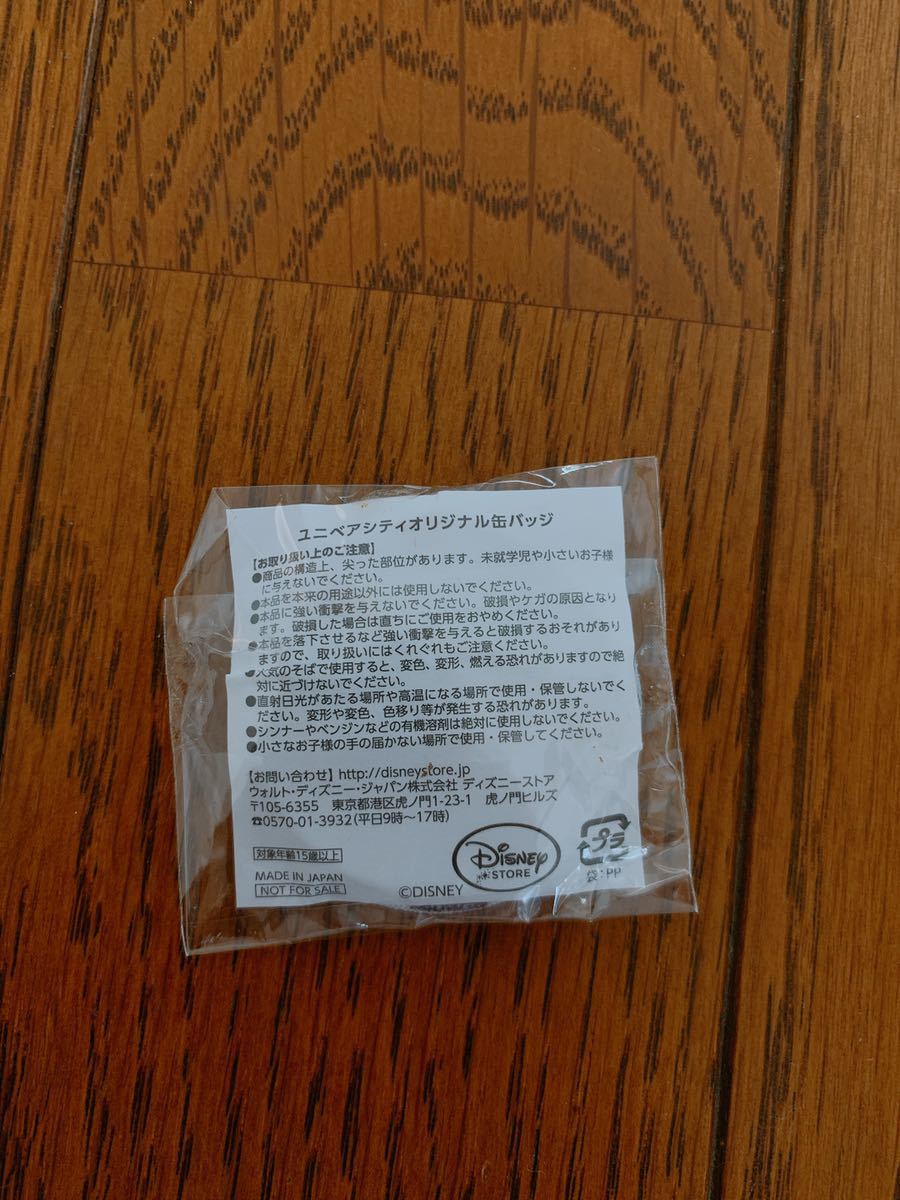 ユニベアシティオリジナル缶バッジ
【お取り扱い上のご注意】
●商品の構造上、尖った部位があります。未就学児や小さいお子様
に与えないでください。
●本品を本来の用途以外には使用しないでください。
●本品に強い衝撃を与えないでください。破損やケガの原因となり
ます。破損した場合は直ちにご使用をおやめください。
●本品を落下させるなど強い衝撃を与えると破損するおそれがあり
ますので、取り扱いにはくれぐれもご注意ください。
●火気のそばで使用すると、変色、変形、燃える恐れがありますので絶
対に近づけないでください。
●直射日光があたる場所や高温になる場所で使用・保管しないでく
ださい。変形や変色、色移り等が発生する恐れがあります。
●シンナーやベンジンなどの有機溶剤は絶対に使用しないでください。
●小さなお子様の手の届かない場所で使用・保管してください。
【お問い合わせ】http://disneystore.jp
ウォルト・ディズニー・ジャパン株式会社 ディズニーストア
〒105-6355 東京都港区虎ノ門1-23-1 虎ノ門ヒルズ
☎0570-01-3932(平日9時〜17時)
対象年齢15歳以上
MADE IN JAPAN
NOT FOR SALE
©DISNEY
DISNEY
STORE
プラ
袋:PP